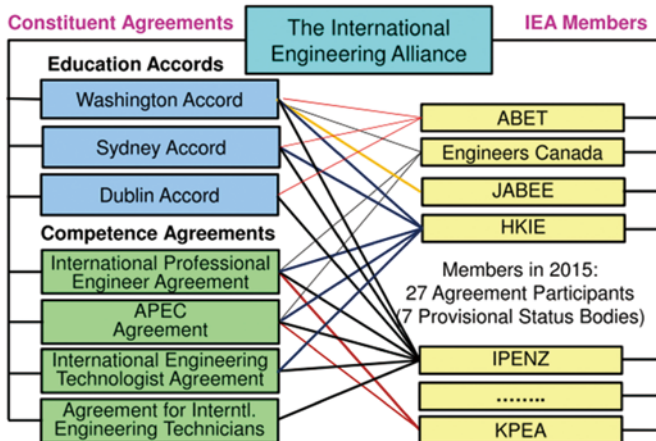 Constituent Agreements
The International
Engineering Alliance
IEA Members
Education Accords
Washington Accord
Sydney Accord
Dublin Accord
Competence Agreements
International Professional
Engineer Agreement
APEC
Agreement
International Engineering
Technologist Agreement
Agreement for Interntl.
Engineering Technicians
ABET
Engineers Canada
JABEE
HKIE
Members in 2015:
27 Agreement Participants
(7 Provisional Status Bodies)
IPENZ
........
KPEA